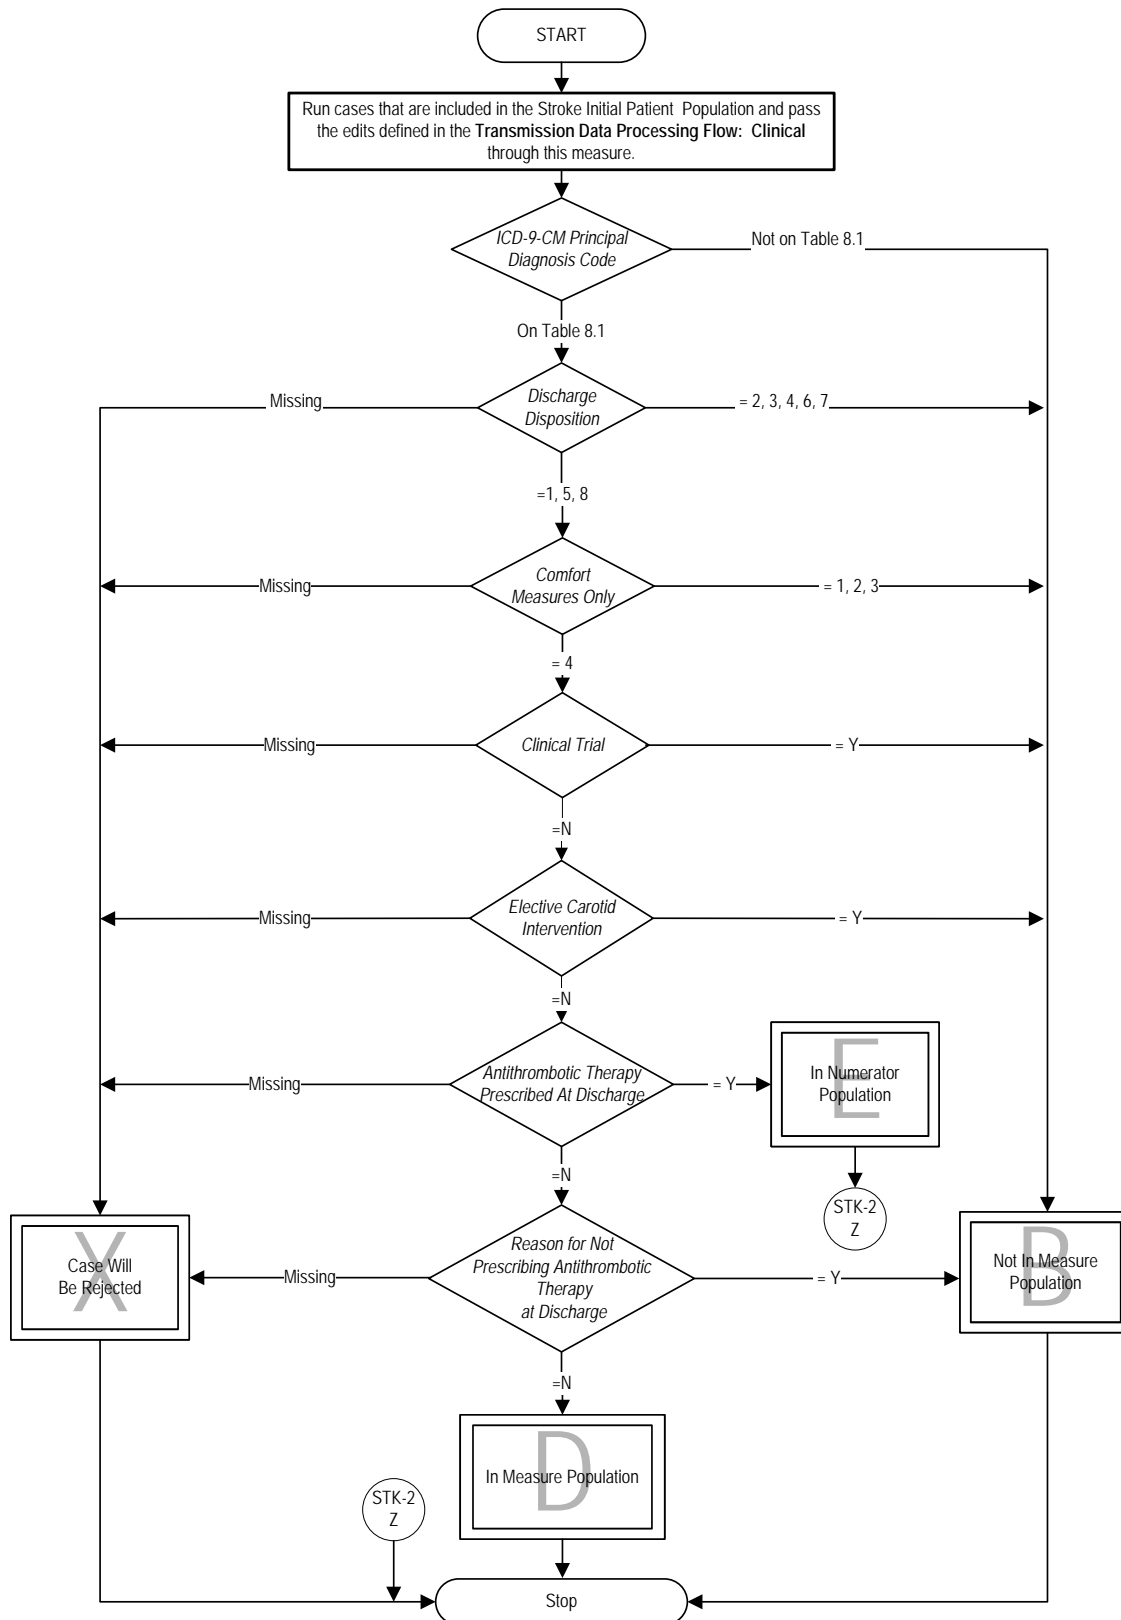 START
Run cases that are included in the Stroke Initial Patient Population and pass
the edits defined in the Transmission Data Processing Flow: Clinical
through this measure.
ICD-9-CM Principal
Diagnosis Code
Not on Table 8.1
On Table 8.1
Missing
Discharge
Disposition
= 2, 3, 4, 6, 7
=1, 5, 8
Missing
Comfort
Measures Only
= 1, 2, 3
= 4
Missing
Clinical Trial
= Y
=N
Missing
Elective Carotid
Intervention
= Y
=N
Missing
Antithrombotic Therapy
Prescribed At Discharge
= Y
E
In Numerator
Population
=N
STK-2
Z
X
Case Will
Be Rejected
Missing
Reason for Not
Prescribing Antithrombotic
Therapy
at Discharge
= Y
B
Not In Measure
Population
=N
D
In Measure Population
STK-2
Z
Stop